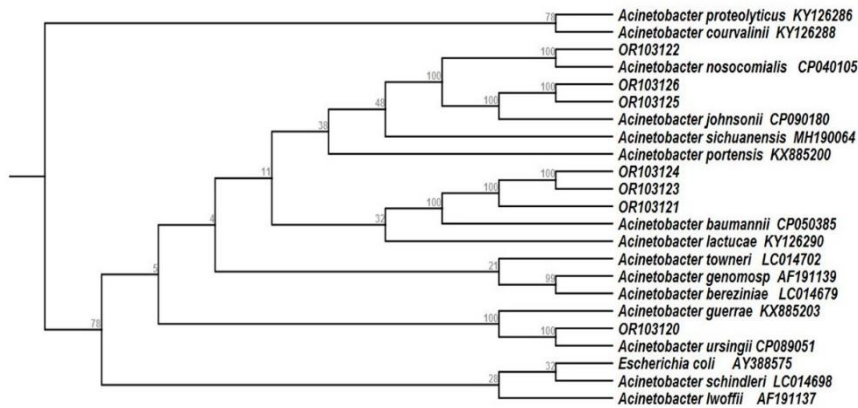 78 Acinetobacter proteolyticus KY126286
Acinetobacter courvalinii KY126288
100 OR103122
100 Acinetobacter nosocomialis CP040105
100 OR103126
48 100 OR103125
38 Acinetobacter johnsonii CP090180
Acinetobacter sichuanensis MH190064
11 Acinetobacter portensis KX885200
100 OR103124
100 OR103123
4 100 OR103121
32 Acinetobacter baumannii CP050385
Acinetobacter lactucae KY126290
21 Acinetobacter towneri LC014702
5 99 Acinetobacter genomosp AF191139
Acinetobacter bereziniae LC014679
100 Acinetobacter guerrae KX885203
78 100 OR103120
Acinetobacter ursingii CP089051
32 Escherichia coli AY388575
28 Acinetobacter schindleri LC014698
Acinetobacter lwoffii AF191137